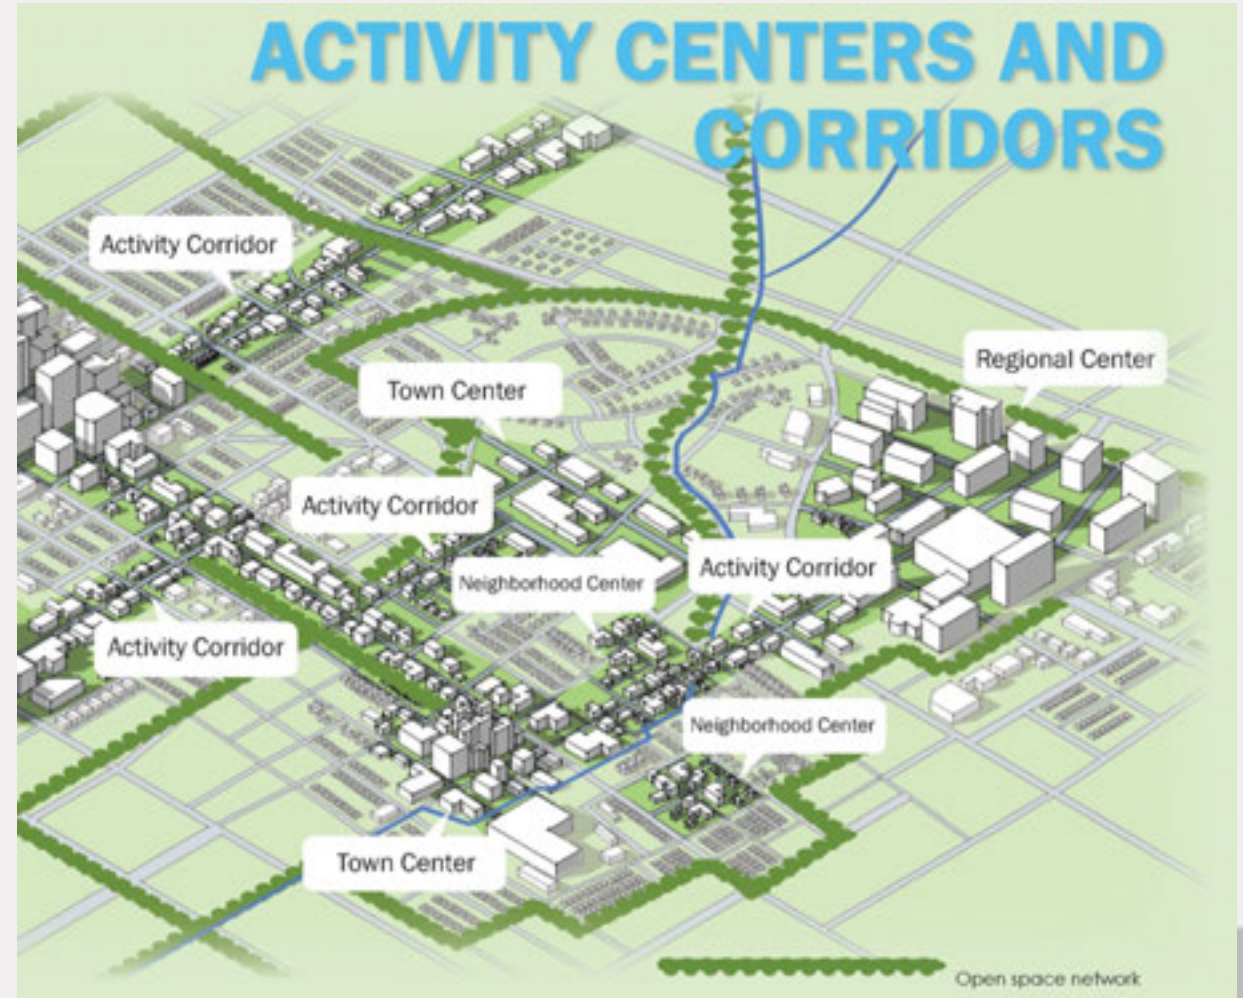 ACTIVITY CENTERS AND
CORRIDORS
Activity Corridor
Regional Center
Town Center
Activity Corridor
Activity Corridor
Neighborhood Center
Activity Corridor
Neighborhood Center
Town Center
Open space network